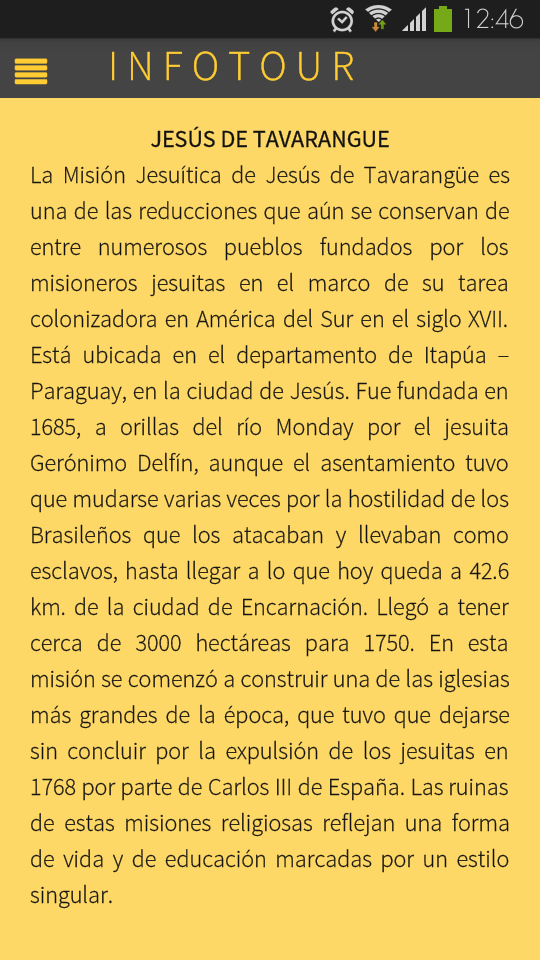 12:46
INFOTOUR
JESÚS DE TAVARANGUE
La Misión Jesuítica de Jesús de Tavarangüe es
una de las reducciones que aún se conservan de
entre numerosos pueblos fundados por los
misioneros jesuitas en el marco de su tarea
colonizadora en América del Sur en el siglo XVII.
Está ubicada en el departamento de Itapúa –
Paraguay, en la ciudad de Jesús. Fue fundada en
1685, a orillas del río Monday por el jesuita
Gerónimo Delfín, aunque el asentamiento tuvo
que mudarse varias veces por la hostilidad de los
Brasileños que los atacaban y llevaban como
esclavos, hasta llegar a lo que hoy queda a 42.6
km. de la ciudad de Encarnación. Llegó a tener
cerca de 3000 hectáreas para 1750. En esta
misión se comenzó a construir una de las iglesias
más grandes de la época, que tuvo que dejarse
sin concluir por la expulsión de los jesuitas en
1768 por parte de Carlos III de España. Las ruinas
de estas misiones religiosas reflejan una forma
de vida y de educación marcadas por un estilo
singular.